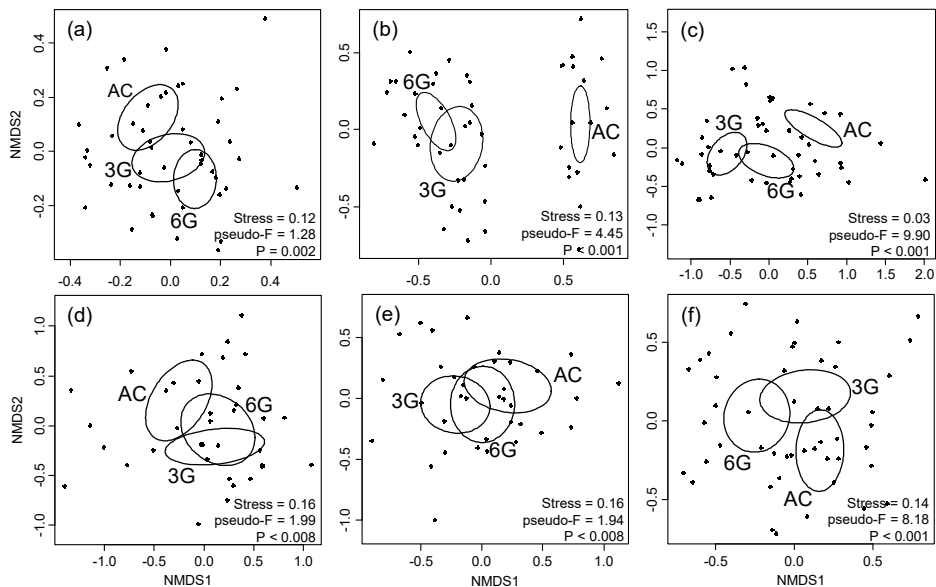 (a)
NMDS2
0.4
0.2
0.0
-0.2
AC
3G
6G
Stress = 0.12
pseudo-F = 1.28
P = 0.002
-0.4 -0.2 0.0 0.2 0.4 0.6
(b)
0.5
0.0
-0.5
6G
3G
AC
Stress = 0.13
pseudo-F = 4.45
P < 0.001
-0.5 0.0 0.5
(c)
1.5
1.0
0.5
0.0
-0.5
-1.0
3G
AC
6G
Stress = 0.03
pseudo-F = 9.90
P < 0.001
-1.0 -0.5 0.0 0.5 1.0 1.5 2.0
(d)
NMDS2
1.0
0.5
0.0
-0.5
-1.0
AC
6G
3G
Stress = 0.16
pseudo-F = 1.99
P < 0.008
-1.0 -0.5 0.0 0.5 1.0
NMDS1
(e)
0.5
0.0
-0.5
-1.0
AC
3G
6G
Stress = 0.16
pseudo-F = 1.94
P < 0.008
-0.5 0.0 0.5 1.0
NMDS1
(f)
0.5
0.0
-0.5
3G
6G
AC
Stress = 0.14
pseudo-F = 8.18
P < 0.001
-0.5 0.0 0.5
NMDS1